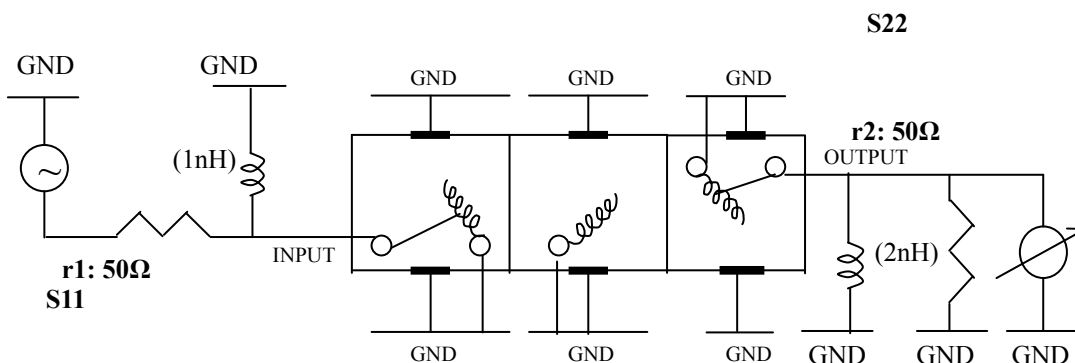 S22
GND
GND
GND
GND
GND
r2: 50Ω
(1nH)
OUTPUT
INPUT
(2nH)
r1: 50Ω
S11
GND
GND
GND
GND
GND
GND